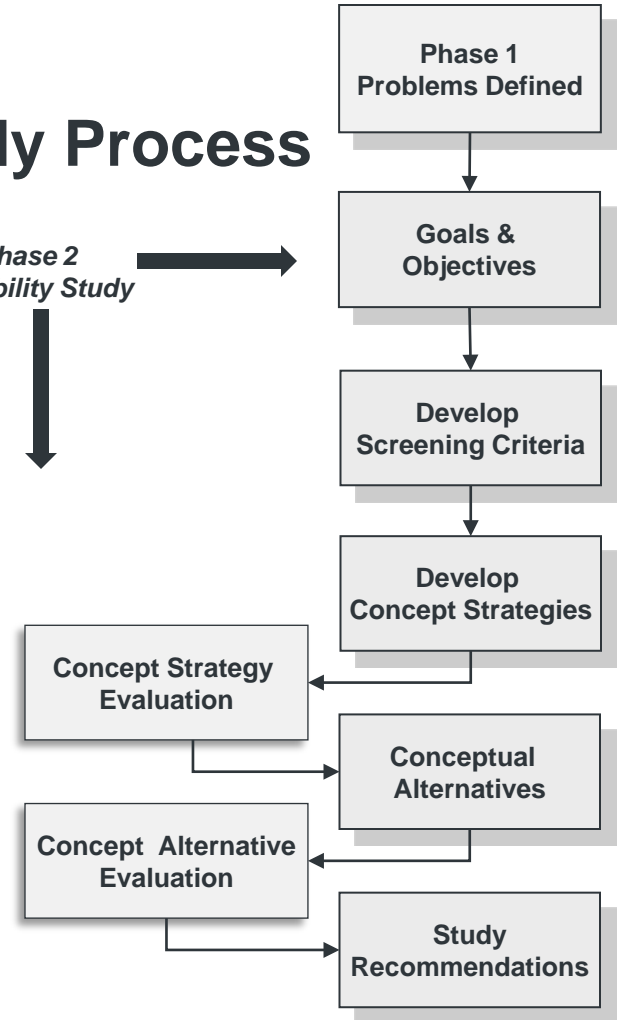 Phase 1
Problems Defined
Process
hase 2
bility Study
Goals &
Objectives
Develop
Screening Criteria
Develop
Concept Strategies
Concept Strategy
Evaluation
Conceptual
Alternatives
Concept Alternative
Evaluation
Study
Recommendations